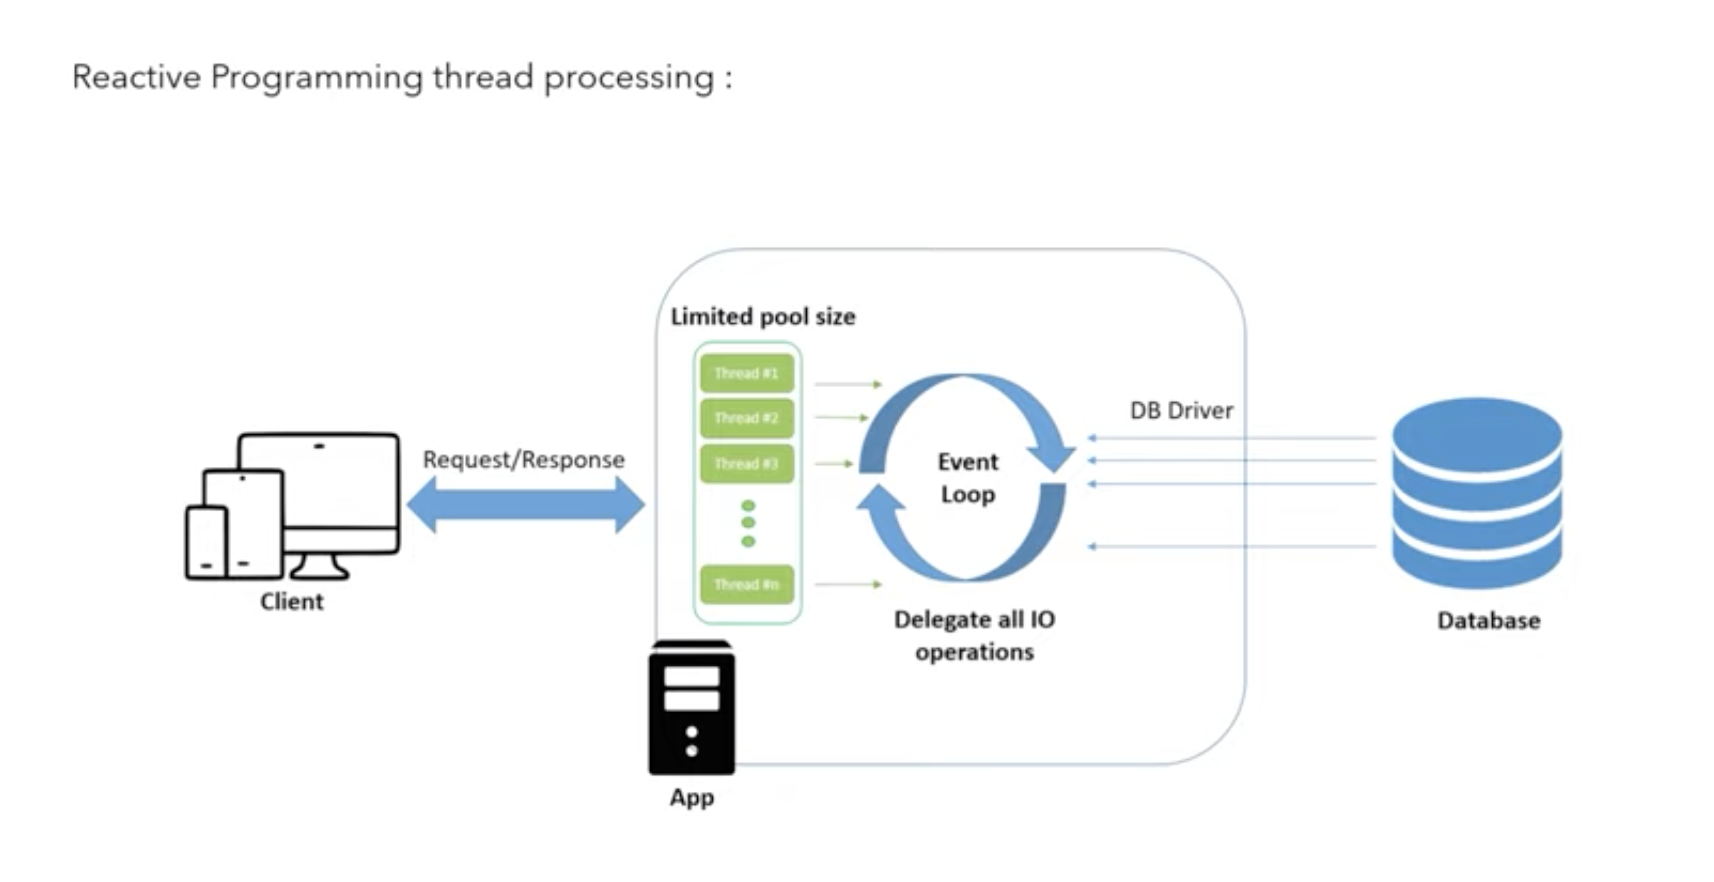 Reactive Programming thread processing :
Limited pool size
Thread #1
Thread #2
Thread #3
Thread #n
Request/Response
Client
Event
Loop
Delegate all IO
operations
DB Driver
Database
App